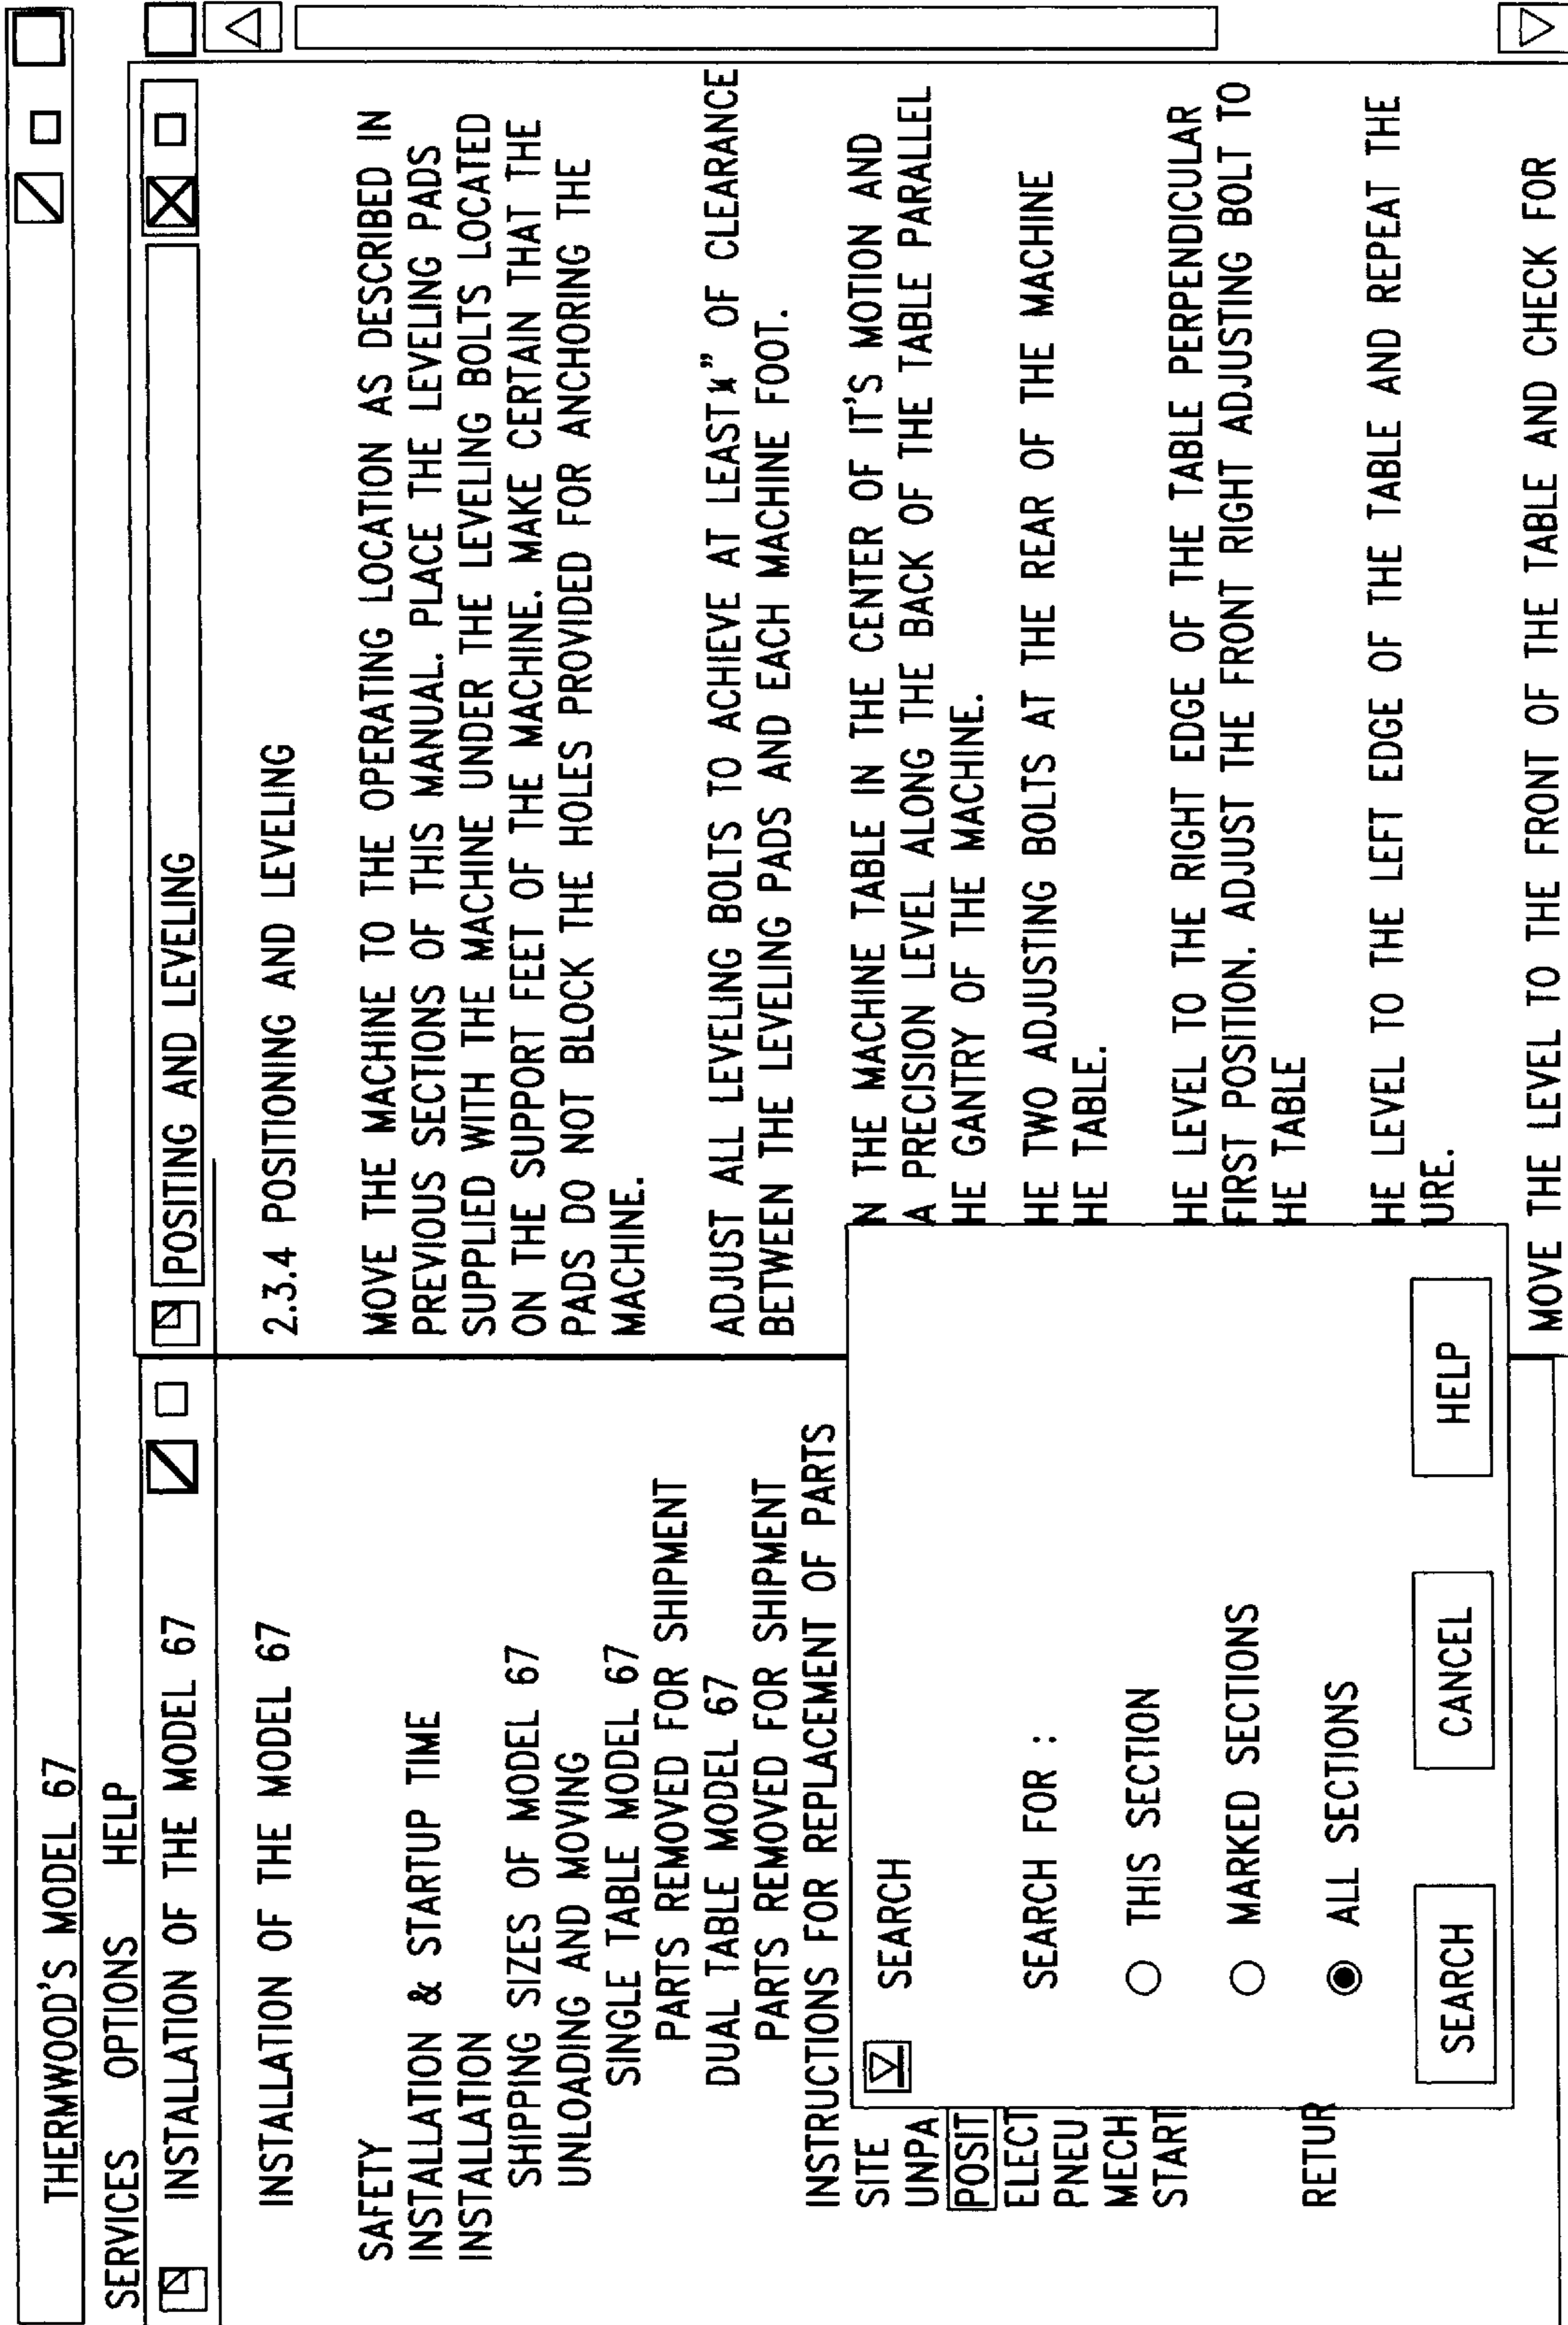 THERMWOOD'S MODEL 67
SERVICES OPTIONS HELP
INSTALLATION OF THE MODEL 67
INSTALLATION OF THE MODEL 67
SAFETY
INSTALLATION & STARTUP TIME
INSTALLATION
SHIPPING SIZES OF MODEL 67
UNLOADING AND MOVING
SINGLE TABLE MODEL 67
PARTS REMOVED FOR SHIPMENT
DUAL TABLE MODEL 67
PARTS REMOVED FOR SHIPMENT
INSTRUCTIONS FOR REPLACEMENT OF PARTS
SITE
UNPA
POSIT
ELECT
PNEU
MECH
START
RETUR
POSITING AND LEVELING
2.3.4 POSITIONING AND LEVELING
MOVE THE MACHINE TO THE OPERATING LOCATION AS DESCRIBED IN
PREVIOUS SECTIONS OF THIS MANUAL. PLACE THE LEVELING PADS
SUPPLIED WITH THE MACHINE UNDER THE LEVELING BOLTS LOCATED
ON THE SUPPORT FEET OF THE MACHINE. MAKE CERTAIN THAT THE
PADS DO NOT BLOCK THE HOLES PROVIDED FOR ANCHORING THE
MACHINE.
ADJUST ALL LEVELING BOLTS TO ACHIEVE AT LEAST ¼" OF CLEARANCE
BETWEEN THE LEVELING PADS AND EACH MACHINE FOOT.
N THE MACHINE TABLE IN THE CENTER OF IT'S MOTION AND
A PRECISION LEVEL ALONG THE BACK OF THE TABLE PARALLEL
HE GANTRY OF THE MACHINE.
HE TWO ADJUSTING BOLTS AT THE REAR OF THE MACHINE
HE TABLE.
HE LEVEL TO THE RIGHT EDGE OF THE TABLE PERPENDICULAR
FIRST POSITION. ADJUST THE FRONT RIGHT ADJUSTING BOLT TO
HE TABLE
HE LEVEL TO THE LEFT EDGE OF THE TABLE AND REPEAT THE
URE.
MOVE THE LEVEL TO THE FRONT OF THE TABLE AND CHECK FOR
SEARCH
SEARCH FOR :
THIS SECTION
MARKED SECTIONS
ALL SECTIONS
SEARCH CANCEL HELP